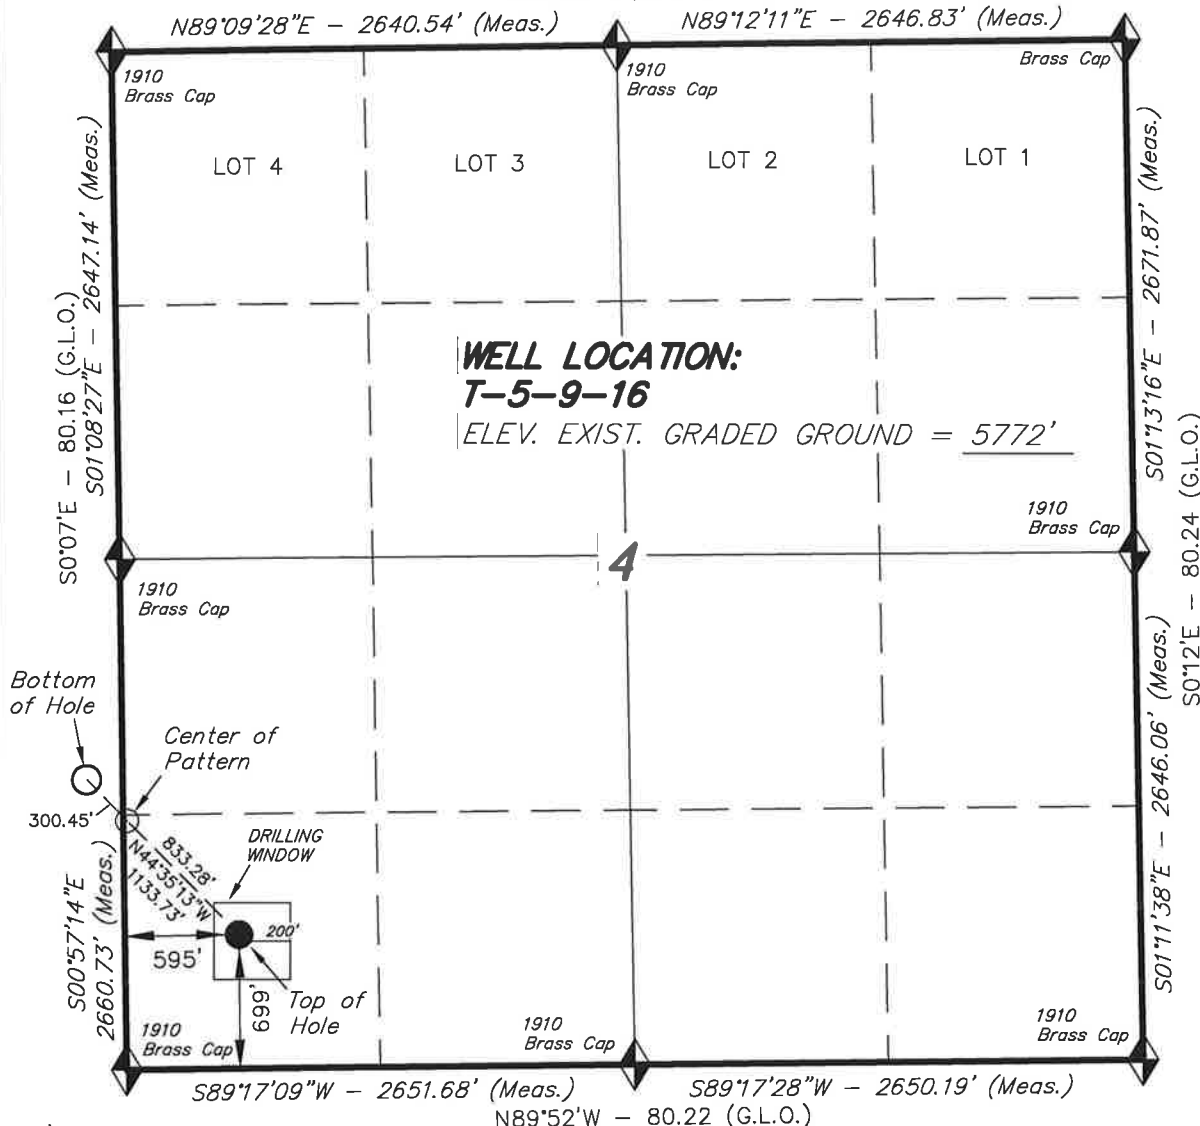 N89°09'28"E - 2640.54' (Meas.)
N89°12'11"E - 2646.83' (Meas.)
1910
Brass Cap
1910
Brass Cap
Brass Cap
LOT 4
LOT 3
LOT 2
LOT 1
S0°07'E - 80.16 (G.L.O.)
S01°08'27"E - 2647.14' (Meas.)
S01°13'16"E - 2671.87' (Meas.)
S0°12'E - 80.24 (G.L.O.)
WELL LOCATION:
T-5-9-16
ELEV. EXIST. GRADED GROUND = 5772'
1910
Brass Cap
4
1910
Brass Cap
Bottom
of Hole
Center of
Pattern
300.45'
DRILLING
WINDOW
833.28'
N44°35'13"W
1133.73'
S00°57'14"E
2660.73' (Meas.)
S01°11'38"E - 2646.06' (Meas.)
595'
200'
699'
Top of
Hole
1910
Brass Cap
1910
Brass Cap
1910
Brass Cap
S89°17'09"W - 2651.68' (Meas.)
S89°17'28"W - 2650.19' (Meas.)
N89°52'W - 80.22 (G.L.O.)